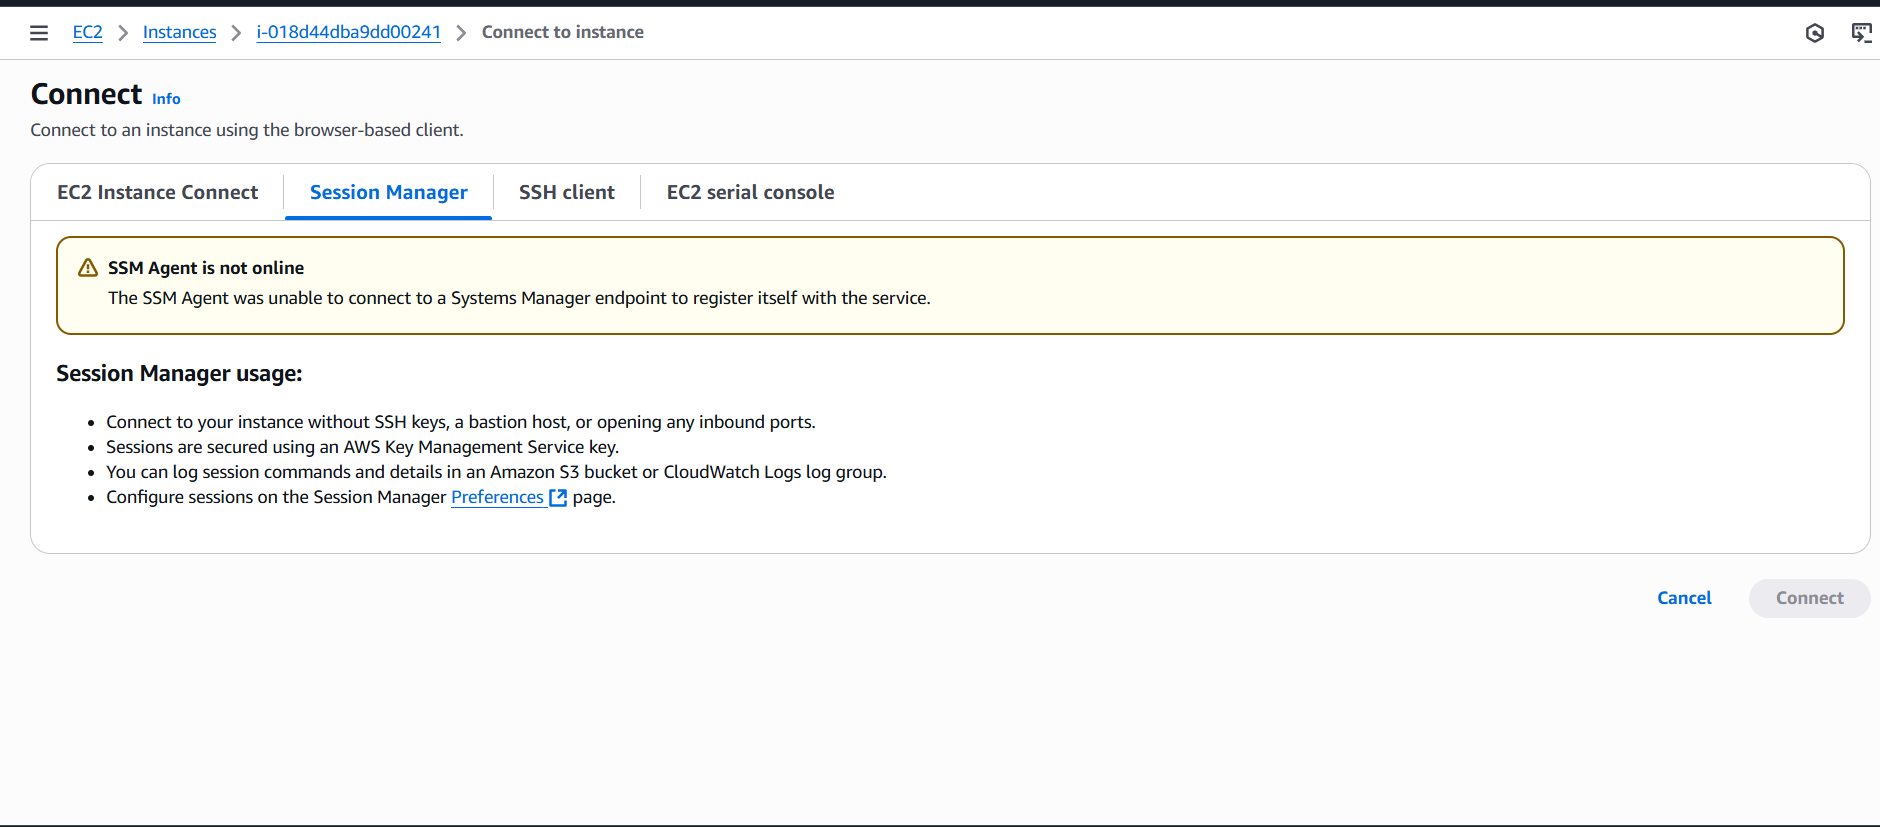 EC2 Instances i-018d44dba9dd00241 Connect to instance
Connect Info
Connect to an instance using the browser-based client.
EC2 Instance Connect Session Manager SSH client EC2 serial console
SSM Agent is not online
The SSM Agent was unable to connect to a Systems Manager endpoint to register itself with the service.
Session Manager usage:
Connect to your instance without SSH keys, a bastion host, or opening any inbound ports.
Sessions are secured using an AWS Key Management Service key.
You can log session commands and details in an Amazon S3 bucket or CloudWatch Logs log group.
Configure sessions on the Session Manager Preferences page.
Cancel Connect